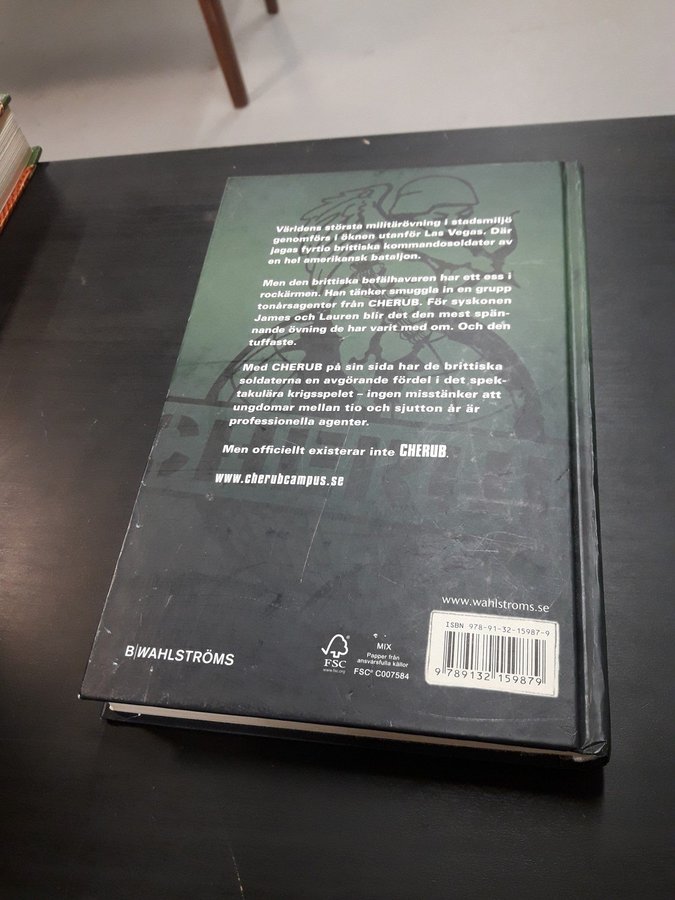 Världens största militärövning i stadsmiljö
genomförs i öknen utanför Las Vegas. Där
jagas fyrtio brittiska kommandosoldater av
en hel amerikansk bataljon.
Men den brittiska befälhavaren har ett ess i
rockärmen. Han tänker smuggla in en grupp
tonårsagenter från CHERUB. För syskonen
James och Lauren blir det den mest spän-
nande övning de har varit med om. Och den
tuffaste.
Med CHERUB på sin sida har de brittiska
soldaterna en avgörande fördel i det spek-
takulära krigsspelet – ingen misstänker att
ungdomar mellan tio och sjutton år är
professionella agenter.
Men officiellt existerar inte CHERUB.
www.cherubcampus.se
CHERUB
www.wahlstroms.se
ISBN 978-91-32-15987-9
9 789132 159879
B/WAHLSTRÖMS
FSC
www.fsc.org
MIX
Papper från
ansvarsfulla källor
FSC® C007584